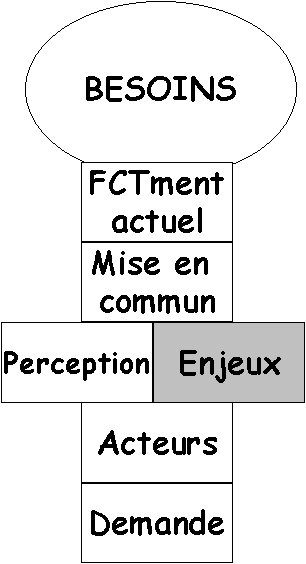 BESOINS
FCTment
actuel
Mise en
commun
Perception
Enjeux
Acteurs
Demande